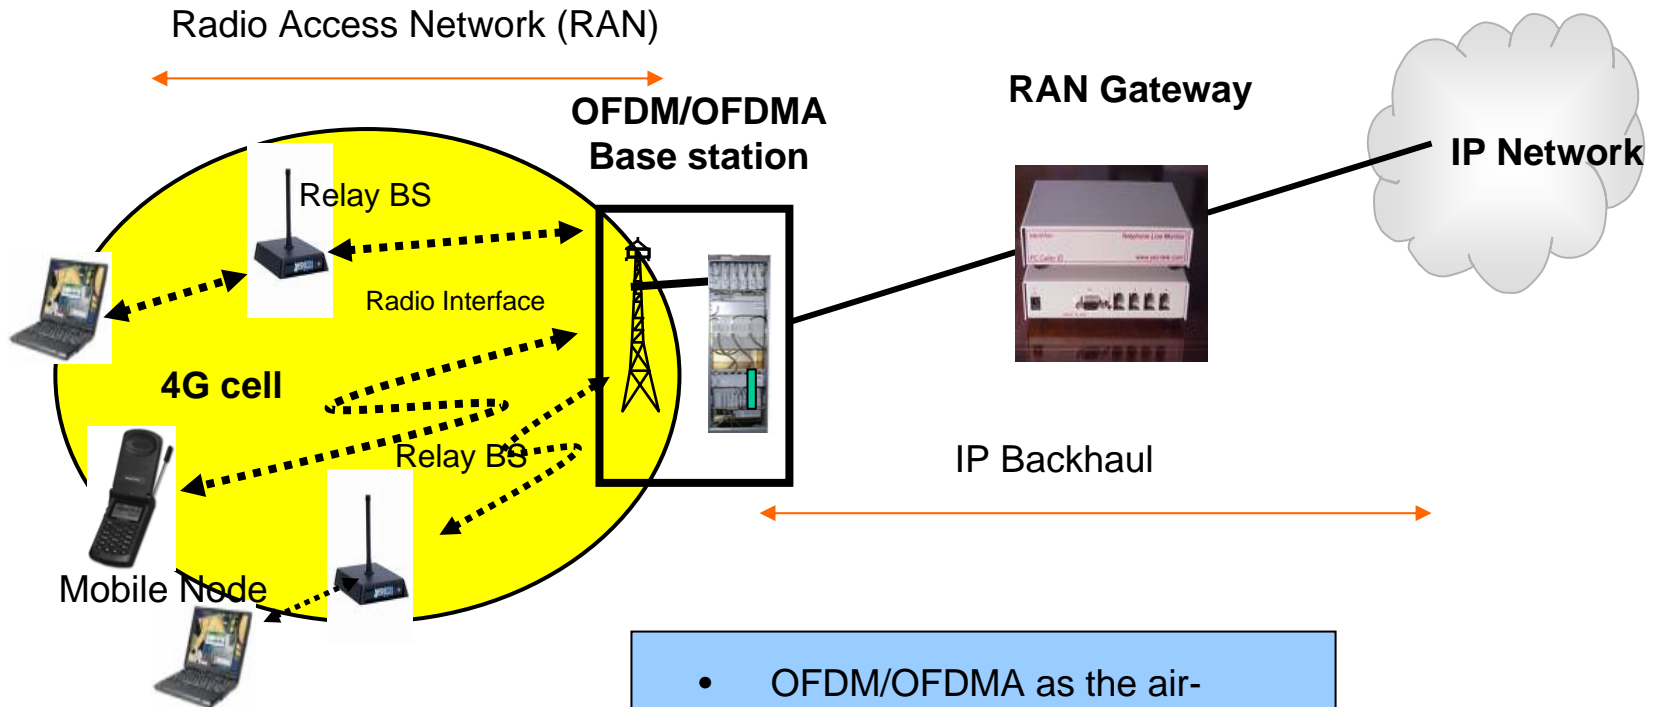 Radio Access Network (RAN)
OFDM/OFDMA
Base station
RAN Gateway
IP Network
Relay BS
Radio Interface
4G cell
Relay BS
IP Backhaul
Mobile Node
• OFDM/OFDMA as the air-